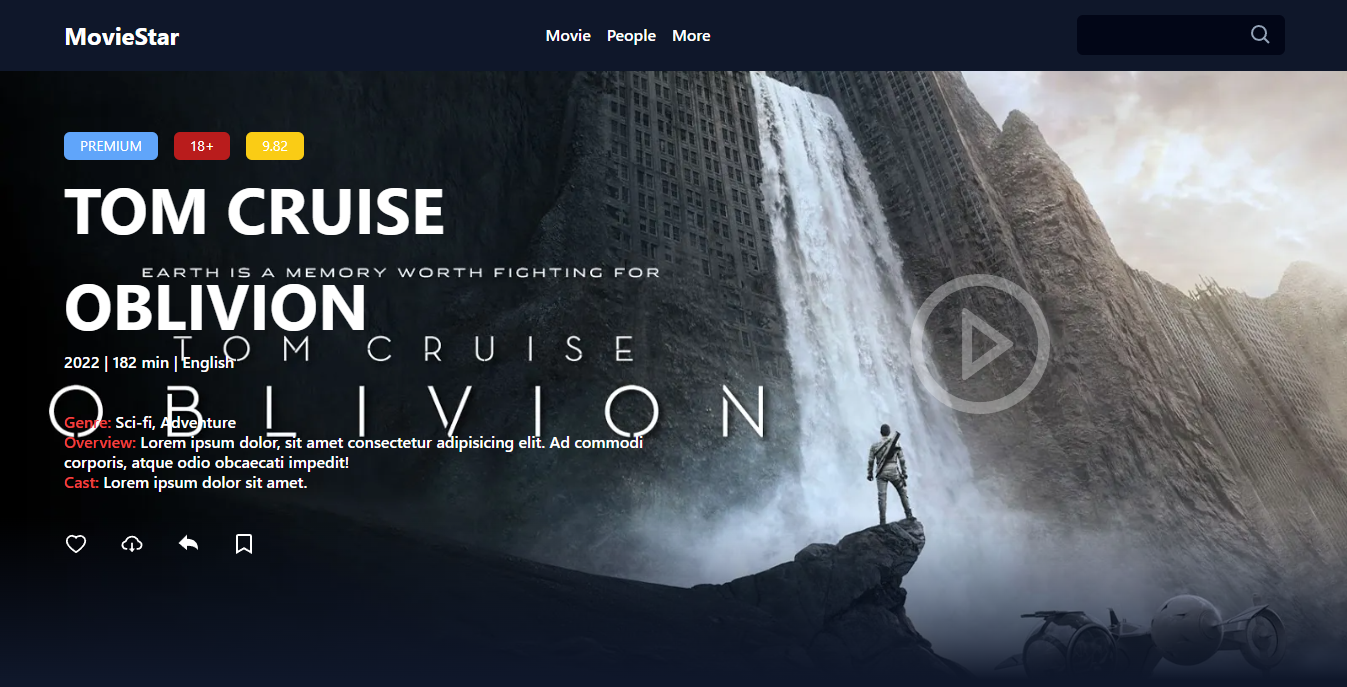 MovieStar
Movie People More
PREMIUM 18+ 9.82
TOM CRUISE
EARTH IS A MEMORY WORTH FIGHTING FOR
OBLIVION
TOM CRUISE
2022 | 182 min | English
OBLIVION
Genre: Sci-fi, Adventure
Overview: Lorem ipsum dolor, sit amet consectetur adipisicing elit. Ad commodi
corporis, atque odio obcaecati impedit!
Cast: Lorem ipsum dolor sit amet.